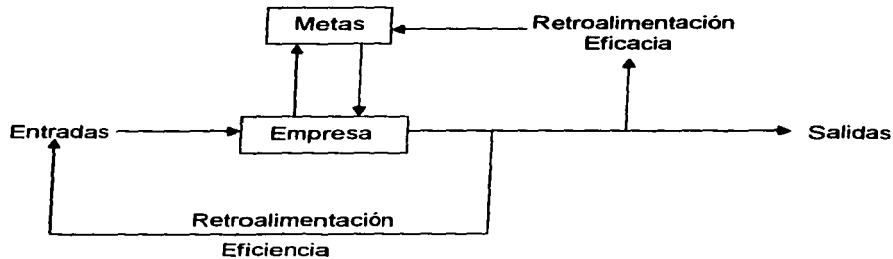 Metas
Retroalimentación
Eficacia
Entradas
Empresa
Salidas
Retroalimentación
Eficiencia